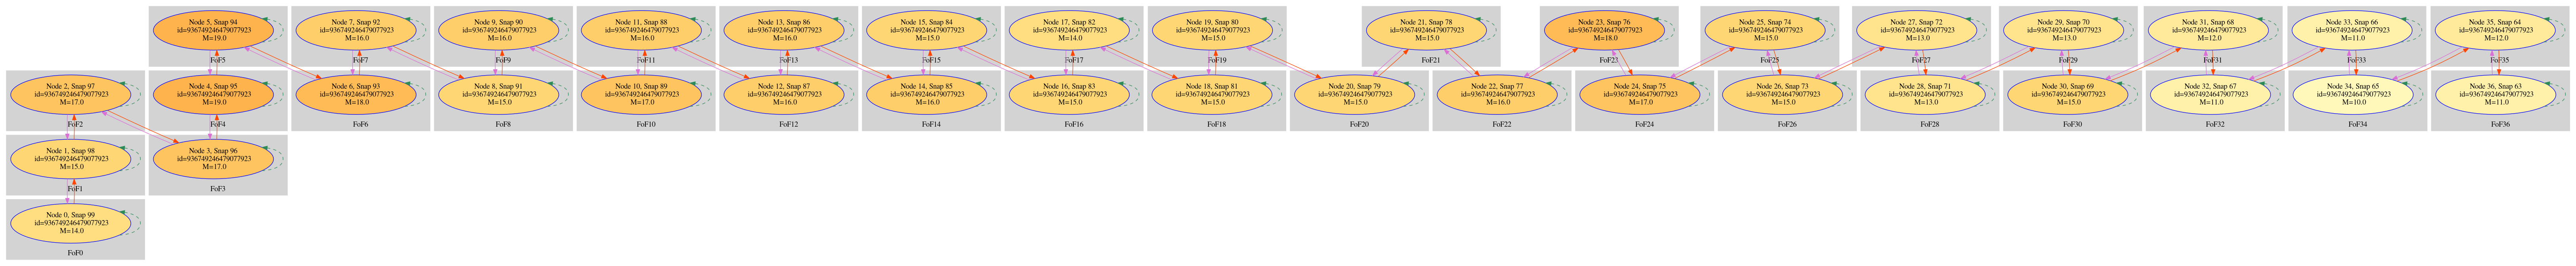 Node 5, Snap 94
id=936749246479077923
M=19.0
FoF5
Node 7, Snap 92
id=936749246479077923
M=16.0
FoF7
Node 9, Snap 90
id=936749246479077923
M=16.0
FoF9
Node 11, Snap 88
id=936749246479077923
M=16.0
FoF11
Node 13, Snap 86
id=936749246479077923
M=16.0
FoF13
Node 15, Snap 84
id=936749246479077923
M=15.0
FoF15
Node 17, Snap 82
id=936749246479077923
M=14.0
FoF17
Node 19, Snap 80
id=936749246479077923
M=15.0
FoF19
Node 21, Snap 78
id=936749246479077923
M=15.0
FoF21
Node 23, Snap 76
id=936749246479077923
M=18.0
FoF23
Node 25, Snap 74
id=936749246479077923
M=15.0
FoF25
Node 27, Snap 72
id=936749246479077923
M=13.0
FoF27
Node 29, Snap 70
id=936749246479077923
M=13.0
FoF29
Node 31, Snap 68
id=936749246479077923
M=12.0
FoF31
Node 33, Snap 66
id=936749246479077923
M=11.0
FoF33
Node 35, Snap 64
id=936749246479077923
M=12.0
FoF35
Node 2, Snap 97
id=936749246479077923
M=17.0
FoF2
Node 4, Snap 95
id=936749246479077923
M=19.0
FoF4
Node 6, Snap 93
id=936749246479077923
M=18.0
FoF6
Node 8, Snap 91
id=936749246479077923
M=15.0
FoF8
Node 10, Snap 89
id=936749246479077923
M=17.0
FoF10
Node 12, Snap 87
id=936749246479077923
M=16.0
FoF12
Node 14, Snap 85
id=936749246479077923
M=16.0
FoF14
Node 16, Snap 83
id=936749246479077923
M=15.0
FoF16
Node 18, Snap 81
id=936749246479077923
M=15.0
FoF18
Node 20, Snap 79
id=936749246479077923
M=15.0
FoF20
Node 22, Snap 77
id=936749246479077923
M=16.0
FoF22
Node 24, Snap 75
id=936749246479077923
M=17.0
FoF24
Node 26, Snap 73
id=936749246479077923
M=15.0
FoF26
Node 28, Snap 71
id=936749246479077923
M=13.0
FoF28
Node 30, Snap 69
id=936749246479077923
M=15.0
FoF30
Node 32, Snap 67
id=936749246479077923
M=11.0
FoF32
Node 34, Snap 65
id=936749246479077923
M=10.0
FoF34
Node 36, Snap 63
id=936749246479077923
M=11.0
FoF36
Node 1, Snap 98
id=936749246479077923
M=15.0
FoF1
Node 3, Snap 96
id=936749246479077923
M=17.0
FoF3
Node 0, Snap 99
id=936749246479077923
M=14.0
FoF0